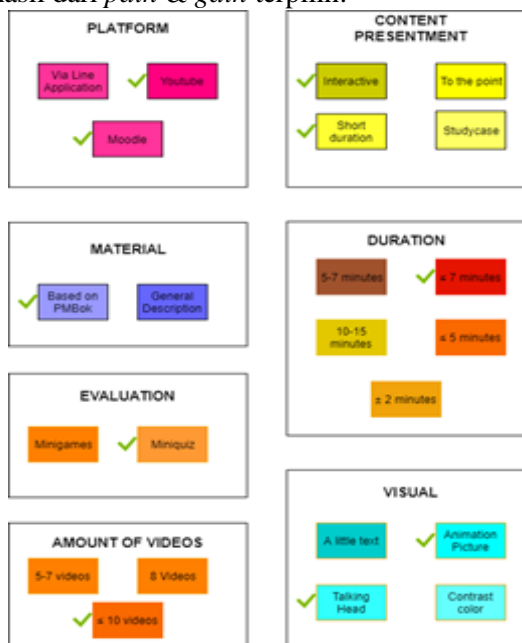 hasil dari pain & gain terpilih.
PLATFORM
Via Line
Application
Youtube
Moodle
CONTENT
PRESENTMENT
Interactive
To the point
Short
duration
Studycase
MATERIAL
Based on
PMBok
General
Description
DURATION
5-7 minutes
≤ 7 minutes
10-15
minutes
≤ 5 minutes
± 2 minutes
EVALUATION
Minigames
Miniquiz
AMOUNT OF VIDEOS
5-7 videos
8 Videos
≤ 10 videos
VISUAL
A little text
Animation
Picture
Talking
Head
Contrast
color